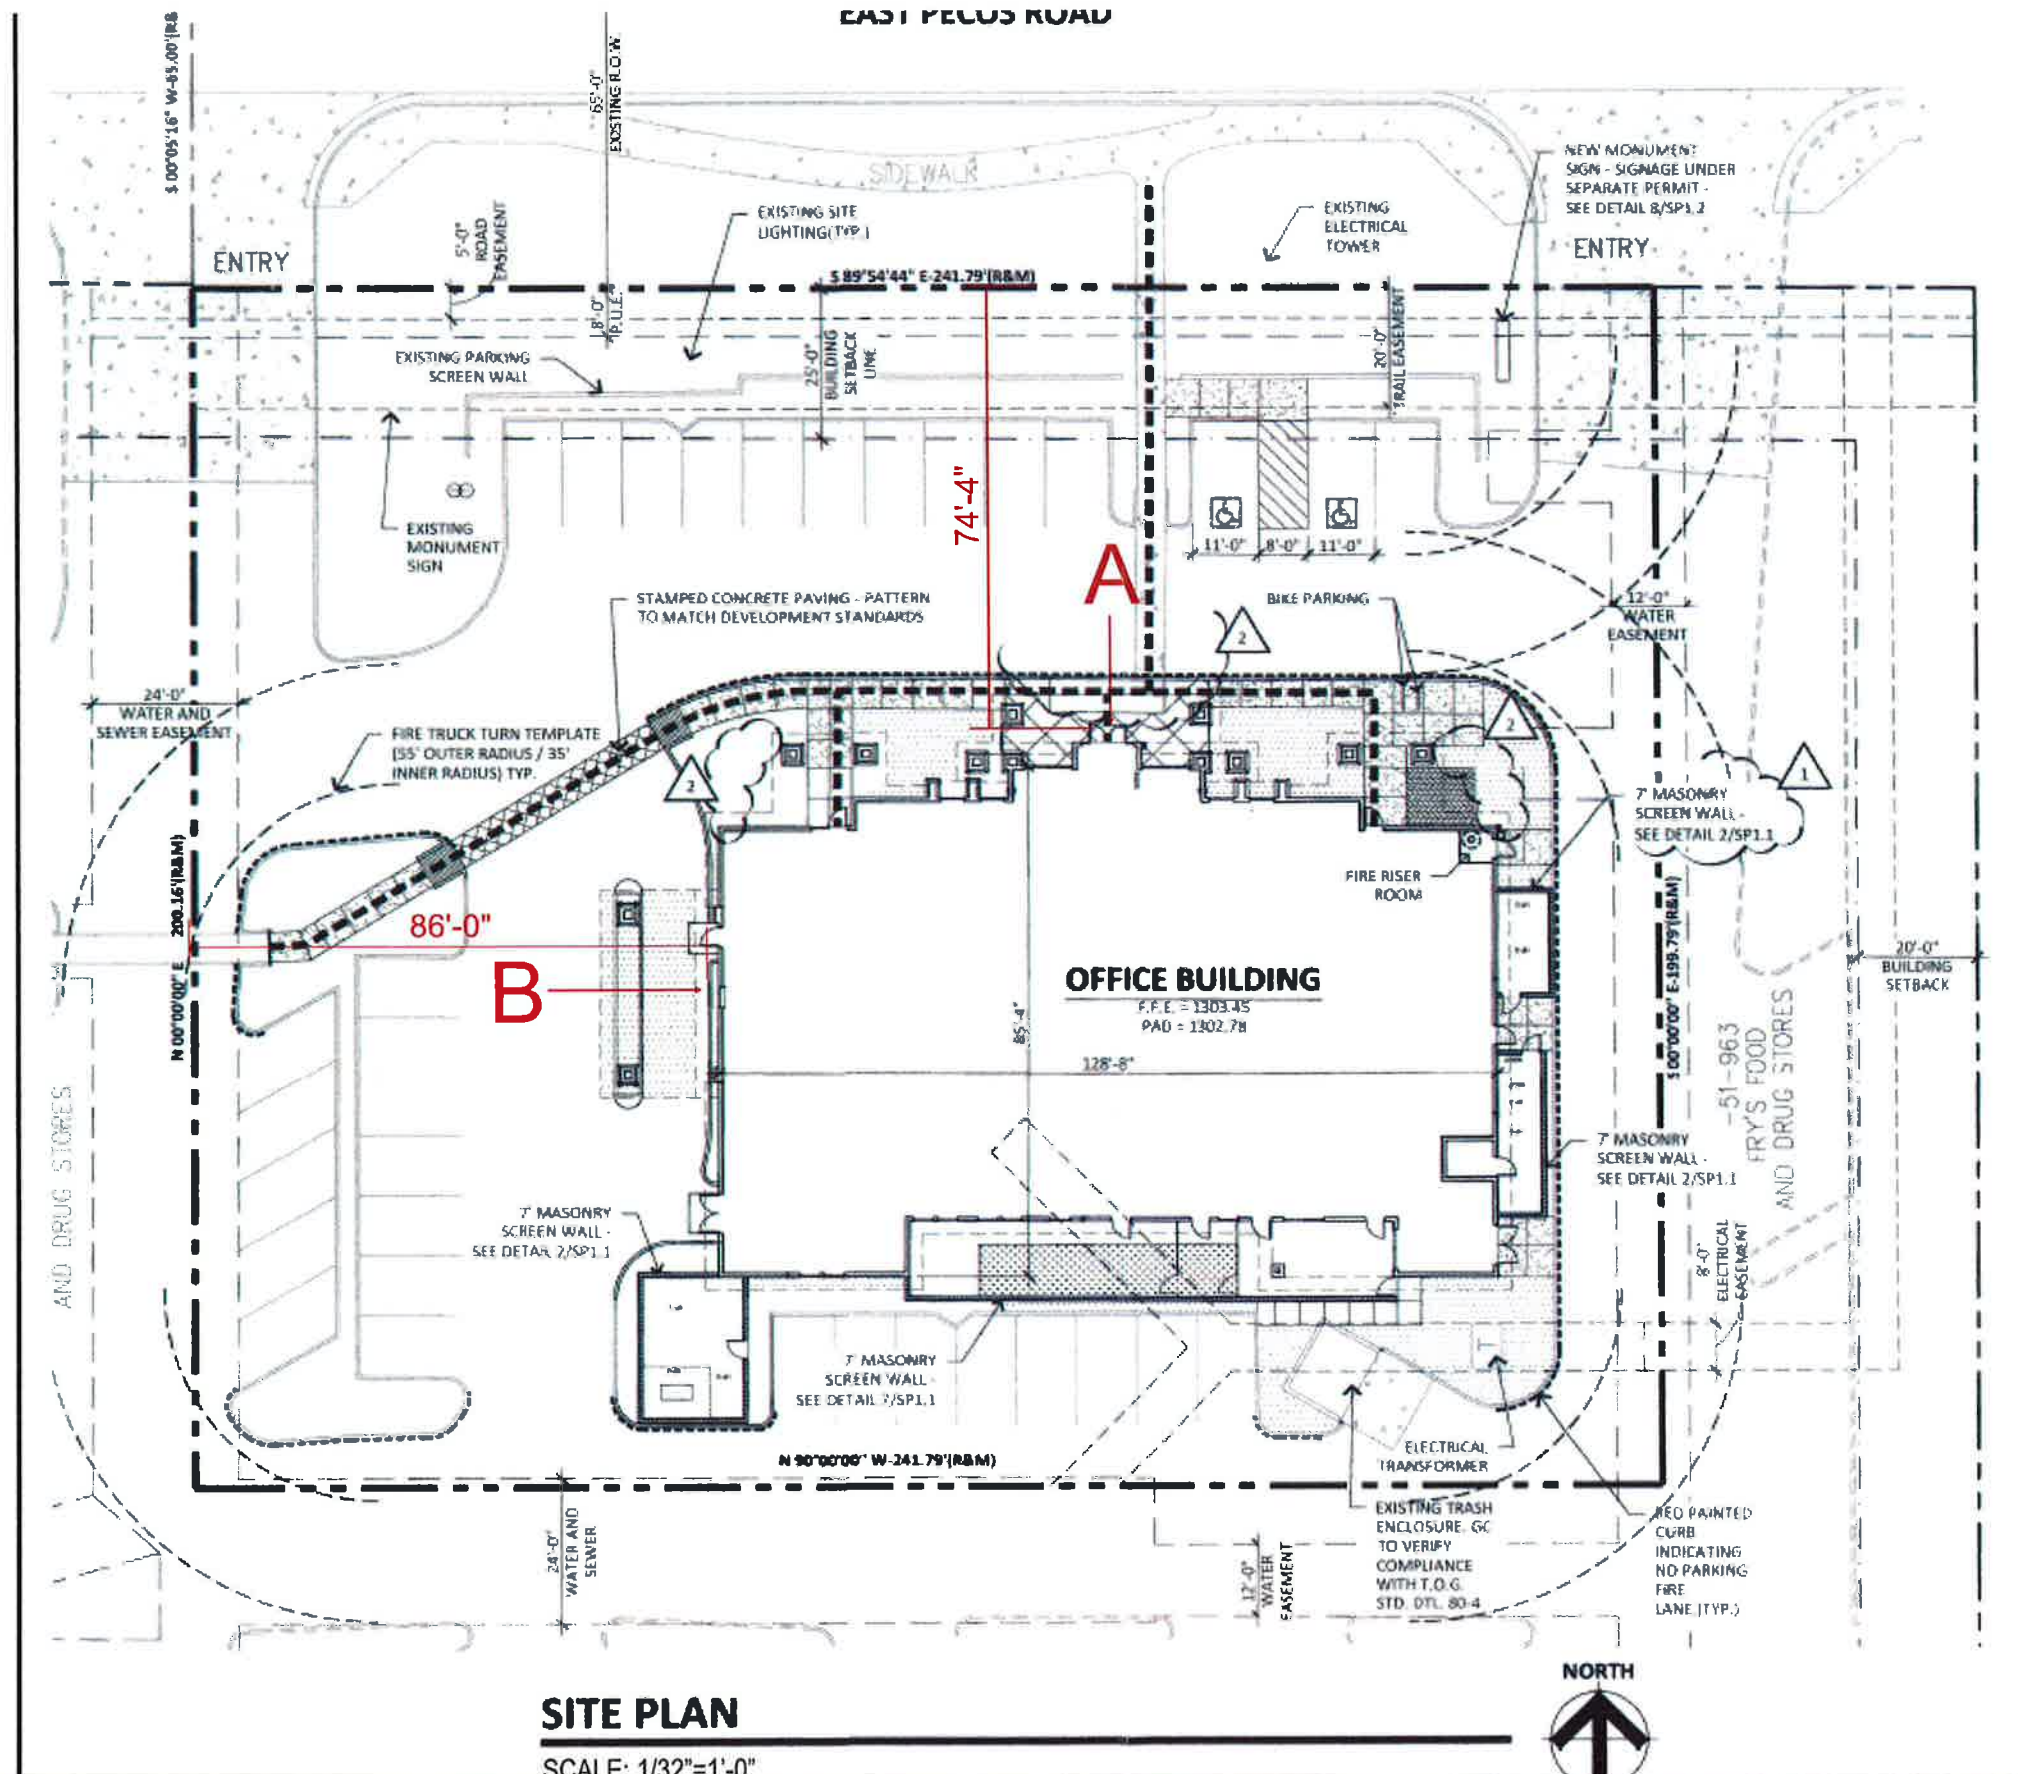 EAST PECOS ROAD
S 00°05'16" W-65.00'(R&
65'-0"
EXISTING R.O.W.
SIDEWALK
NEW MONUMENT
SIGN - SIGNAGE UNDER
SEPARATE PERMIT -
SEE DETAIL 8/SP1.2
ENTRY
5'-0"
ROAD
EASEMENT
EXISTING SITE
LIGHTING(TYP.)
EXISTING
ELECTRICAL
TOWER
ENTRY
S 89°54'44" E-241.79'(R&M)
8'-0"
P.U.E.
EXISTING PARKING
SCREEN WALL
25'-0"
BUILDING
SETBACK
LINE
20'-0"
TRAIL EASEMENT
74'-4"
EXISTING
MONUMENT
SIGN
11'-0"
8'-0"
11'-0"
A
STAMPED CONCRETE PAVING - PATTERN
TO MATCH DEVELOPMENT STANDARDS
BIKE PARKING
2
12'-0"
WATER
EASEMENT
24'-0"
WATER AND
SEWER EASEMENT
FIRE TRUCK TURN TEMPLATE
(55' OUTER RADIUS / 35'
INNER RADIUS) TYP.
2
2
1
7' MASONRY
SCREEN WALL -
SEE DETAIL 2/SP1.1
FIRE RISER
ROOM
N 00°00'00" E 200.16'(R&M)
86'-0"
B
OFFICE BUILDING
F.F.E. = 1303.45
PAD = 1302.78
85'-4"
128'-8"
S 00°00'00" E-199.79'(R&M)
20'-0"
BUILDING
SETBACK
-51-963
FRY'S FOOD
AND DRUG STORES
AND DRUG STORES
7' MASONRY
SCREEN WALL -
SEE DETAIL 2/SP1.1
7' MASONRY
SCREEN WALL -
SEE DETAIL 2/SP1.1
8'-0"
ELECTRICAL
EASEMENT
T
7' MASONRY
SCREEN WALL -
SEE DETAIL 2/SP1.1
N 90°00'00" W-241.79'(R&M)
ELECTRICAL
TRANSFORMER
24'-0"
WATER AND
SEWER
12'-0"
WATER
EASEMENT
EXISTING TRASH
ENCLOSURE. GC
TO VERIFY
COMPLIANCE
WITH T.O.G.
STD. DTL. 80-4
RED PAINTED
CURB
INDICATING
NO PARKING
FIRE
LANE (TYP.)
NORTH
SITE PLAN
SCALE: 1/32"=1'-0"